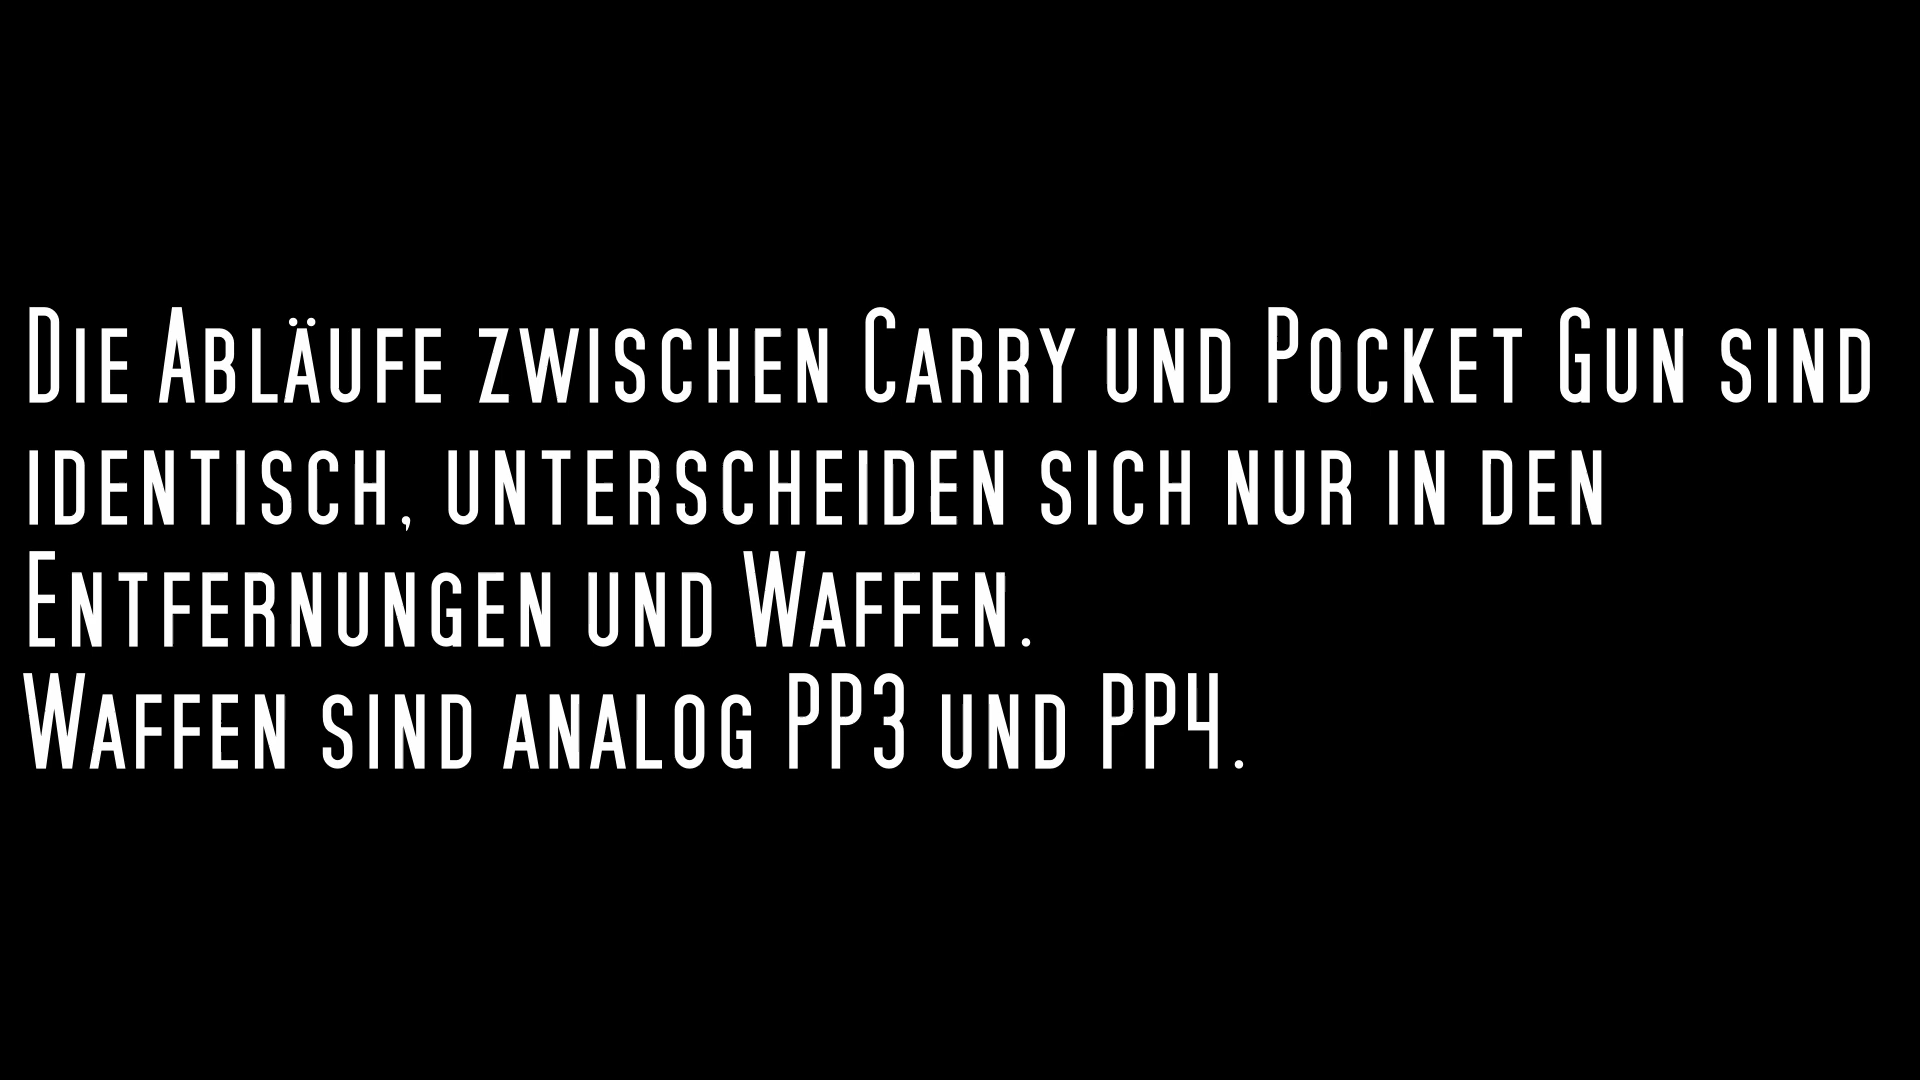 Die Abläufe zwischen Carry und Pocket Gun sind
identisch, unterscheiden sich nur in den
Entfernungen und Waffen.
Waffen sind analog PP3 und PP4.